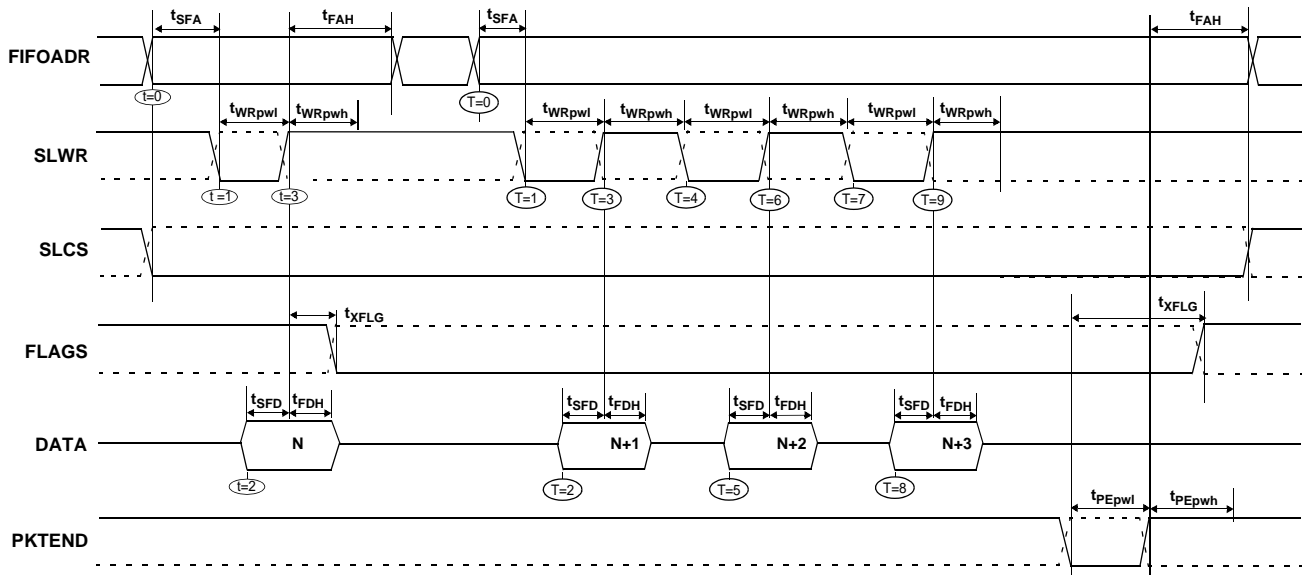 tSFA tFAH tSFA tFAH
FIFOADR
t=0 T=0
tWRpwl tWRpwh tWRpwl tWRpwh tWRpwl tWRpwh tWRpwl tWRpwh
SLWR
t =1 t=3 T=1 T=3 T=4 T=6 T=7 T=9
SLCS
tXFLG tXFLG
FLAGS
tSFD tFDH tSFD tFDH tSFD tFDH tSFD tFDH
DATA N N+1 N+2 N+3
t=2 T=2 T=5 T=8
tPEpwl tPEpwh
PKTEND